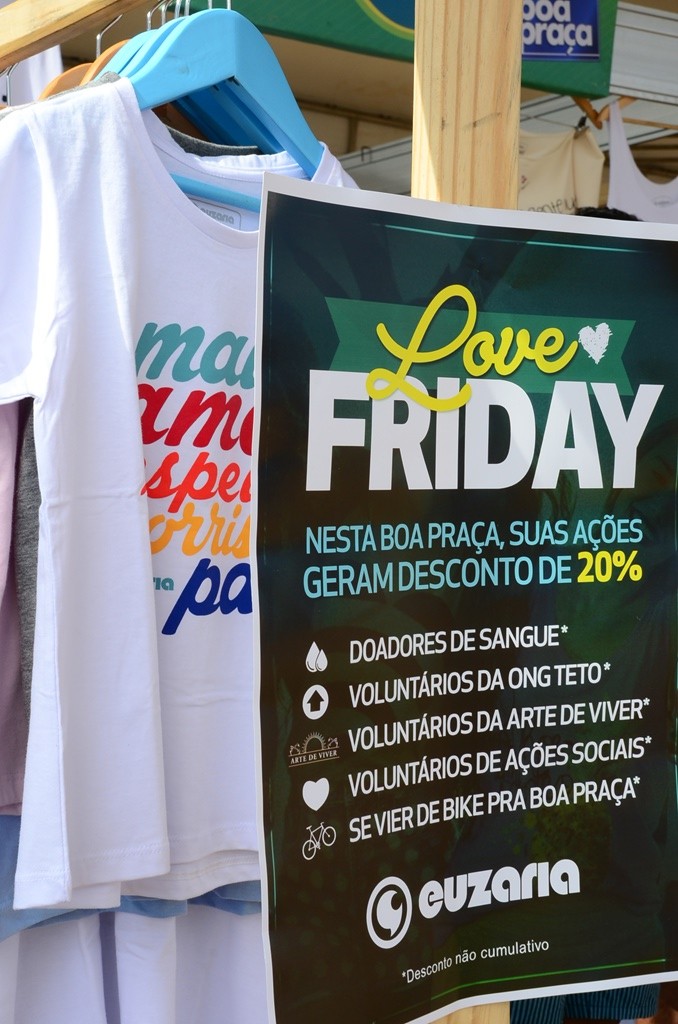 boa
praça
euzaria
Love
FRIDAY
NESTA BOA PRAÇA, SUAS AÇÕES
GERAM DESCONTO DE 20%
DOADORES DE SANGUE*
VOLUNTÁRIOS DA ONG TETO*
VOLUNTÁRIOS DA ARTE DE VIVER*
ARTE DE VIVER
VOLUNTÁRIOS DE AÇÕES SOCIAIS*
SE VIER DE BIKE PRA BOA PRAÇA*
euzaria
*Desconto não cumulativo